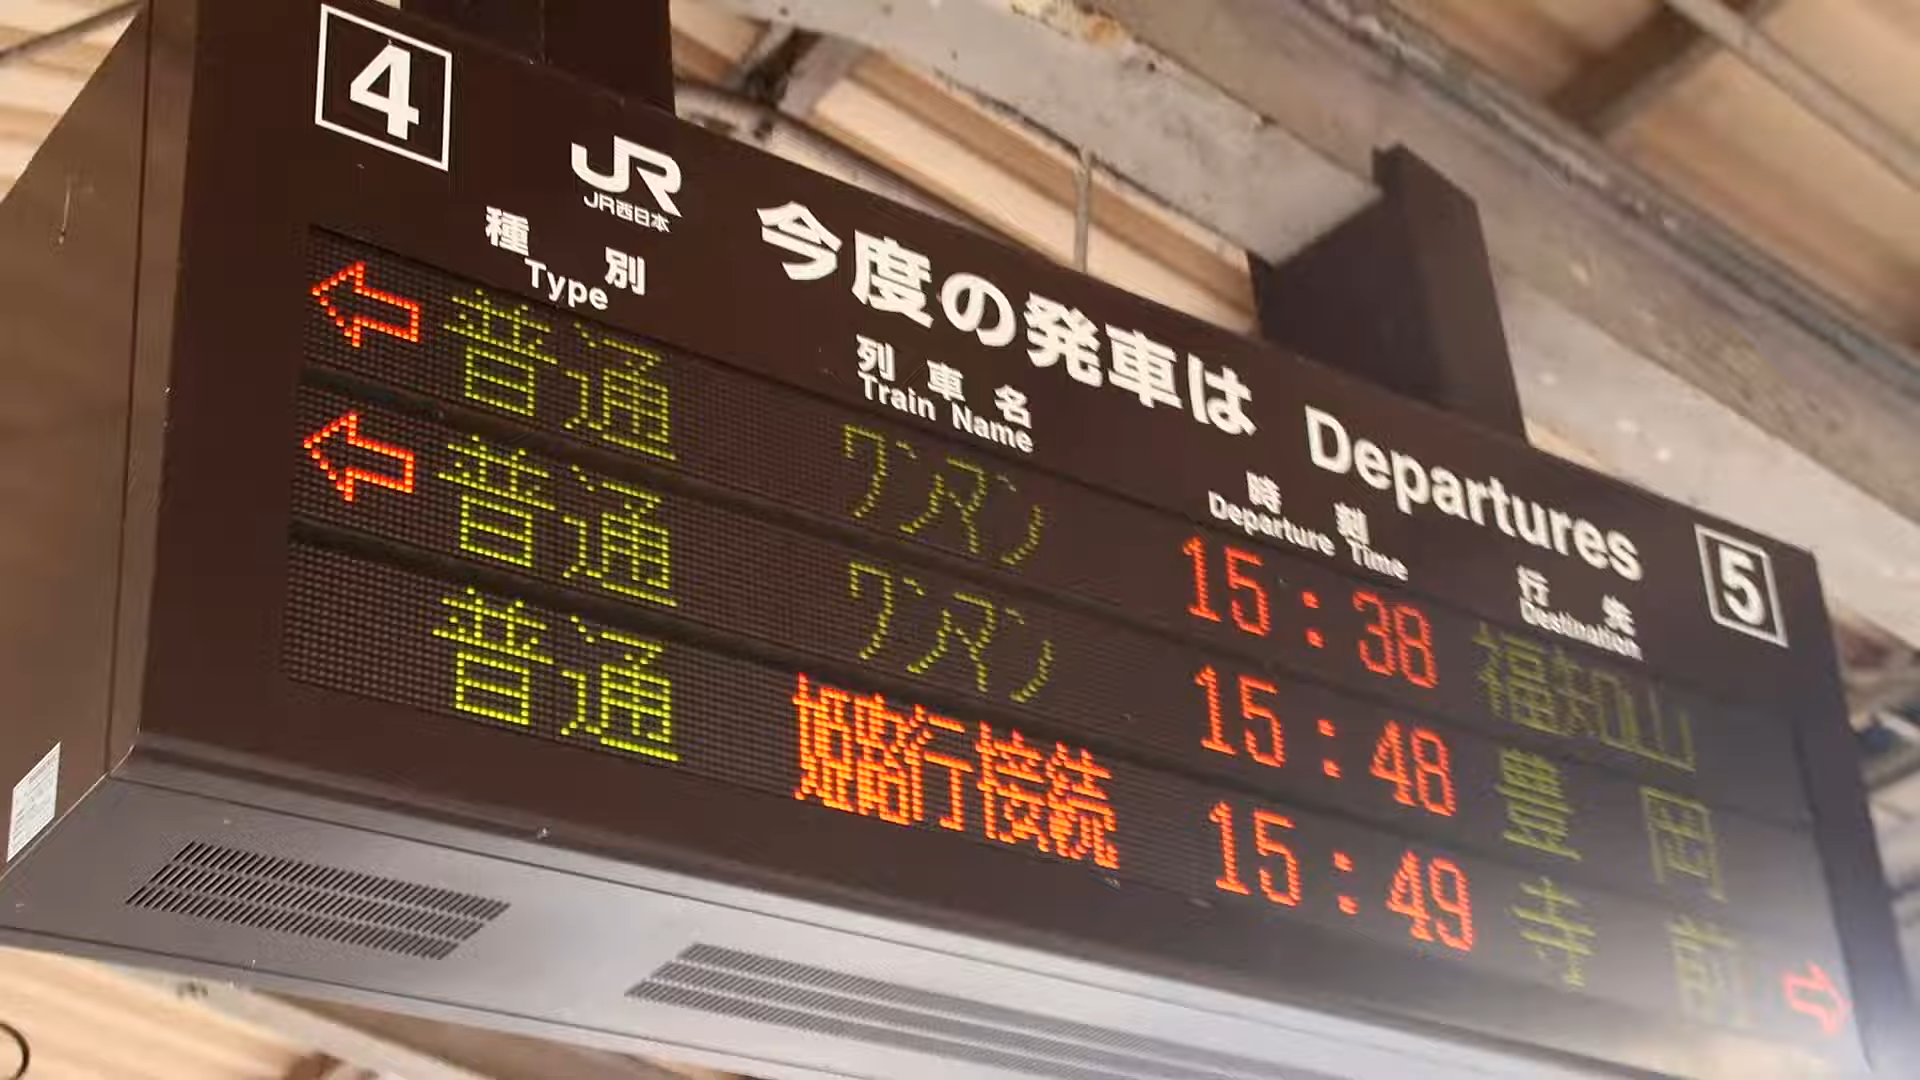 4
JR
JR西日本
今度の発車は Departures
5
種別
Type
列車名
Train Name
時刻
Departure Time
行先
Destination
普通 ワンマン 15:38 福知山
普通 ワンマン 15:48 豊岡
普通 姫路行接続 15:49 寺前